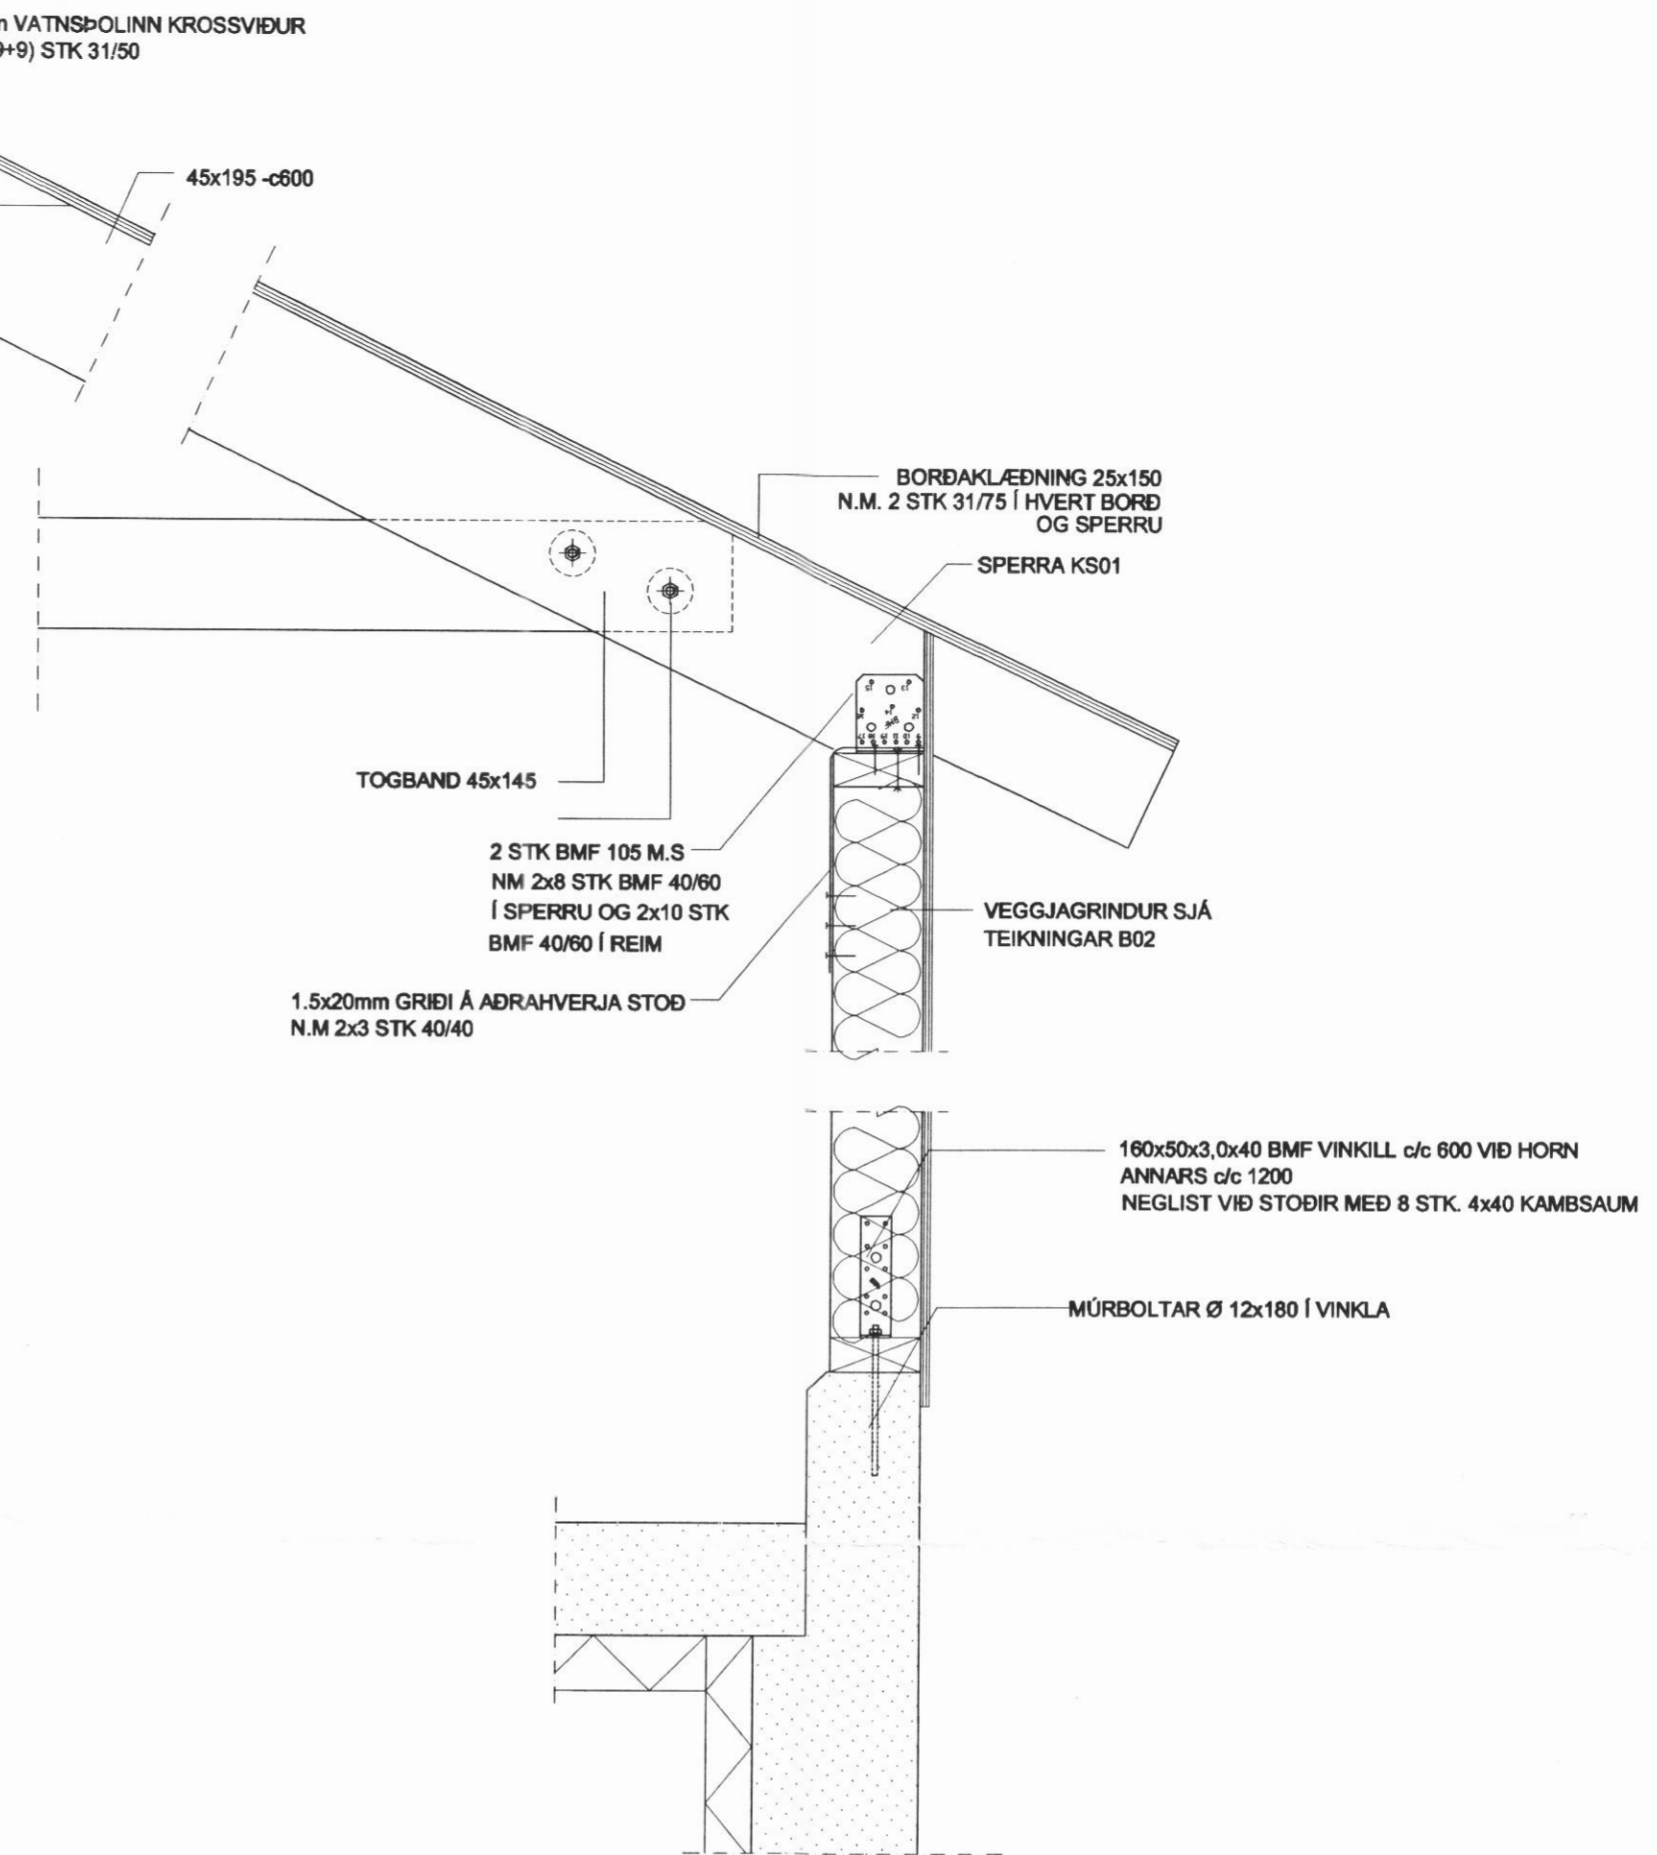 VATNSÞOLINN KROSSVIÐUR
9+9) STK 31/50
45x195 -c600
BORÐAKLÆÐNING 25x150
N.M. 2 STK 31/75 Í HVERT BORÐ
OG SPERRU
SPERRA KS01
TOGBAND 45x145
2 STK BMF 105 M.S
NM 2x8 STK BMF 40/60
Í SPERRU OG 2x10 STK
BMF 40/60 Í REIM
VEGGJAGRINDUR SJÁ
TEIKNINGAR B02
1.5x20mm GRIÐI Á AÐRAHVERJA STOÐ
N.M 2x3 STK 40/40
160x50x3,0x40 BMF VINKILL c/c 600 VIÐ HORN
ANNARS c/c 1200
NEGLIST VIÐ STOÐIR MEÐ 8 STK. 4x40 KAMBSAUM
MÚRBOLTAR Ø 12x180 Í VINKLA